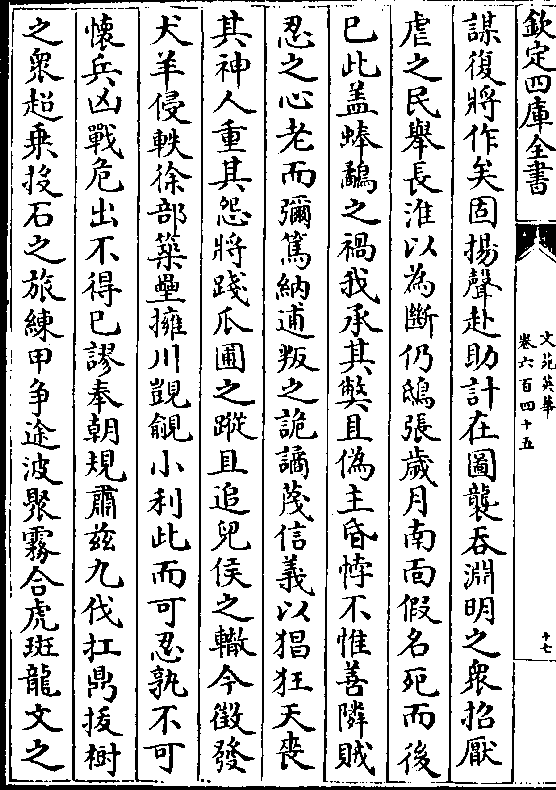 欽定四庫全書
文苑英華
卷六百四十五
十七
謀復將作矣固揚聲赴助計在圖襲吞淵明之衆招厭
虐之民舉長淮以為斷仍鴟張歲月南面假名死而後
已此盖蜯鷸之禍我承其弊且偽主昏悖不惟善隣賊
忍之心老而彌篤納逋叛之詭譎蔑信義以猖狂天喪
其神人重其怨將踐瓜圃之蹤且追兒侯之轍今徵發
犬羊侵軼徐部築壘擁川覬覦小利此而可忍孰不可
懷兵凶戰危出不得已謬奉朝規肅兹九伐扛鼎拔樹
之衆超乗投石之旅練甲争途波聚霧合虎斑龍文之